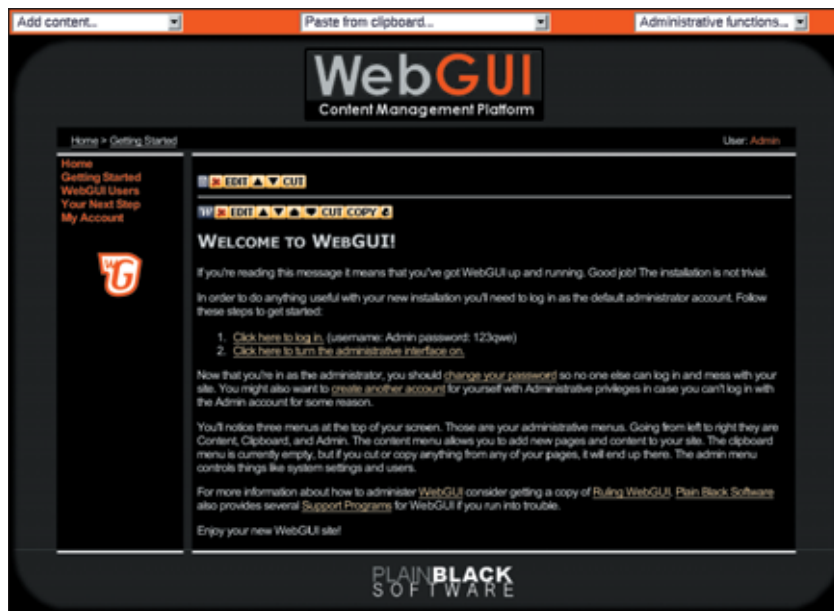 Add content... Paste from clipboard... Administrative functions...
WebGUI
Content Management Platform
Home > Getting Started User: Admin
Home
Getting Started
WebGUI Users
Your Next Step
My Account
EDIT CUT
W EDIT CUT COPY
WELCOME TO WEBGUI!
If you're reading this message it means that you've got WebGUI up and running. Good job! The installation is not trivial.
In order to do anything useful with your new installation you'll need to log in as the default administrator account. Follow
these steps to get started:
1. Click here to log in. (username: Admin password: 123qwe)
2. Click here to turn the administrative interface on.
Now that you're in as the administrator, you should change your password so no one else can log in and mess with your
site. You might also want to create another account for yourself with Administrative privileges in case you can't log in with
the Admin account for some reason.
You'll notice three menus at the top of your screen. Those are your administrative menus. Going from left to right they are
Content, Clipboard, and Admin. The content menu allows you to add new pages and content to your site. The clipboard
menu is currently empty, but if you cut or copy anything from any of your pages, it will end up there. The admin menu
controls things like system settings and users.
For more information about how to administer WebGUI consider getting a copy of Ruling WebGUI. Plain Black Software
also provides several Support Programs for WebGUI if you run into trouble.
Enjoy your new WebGUI site!
PLAINBLACK
SOFTWARE